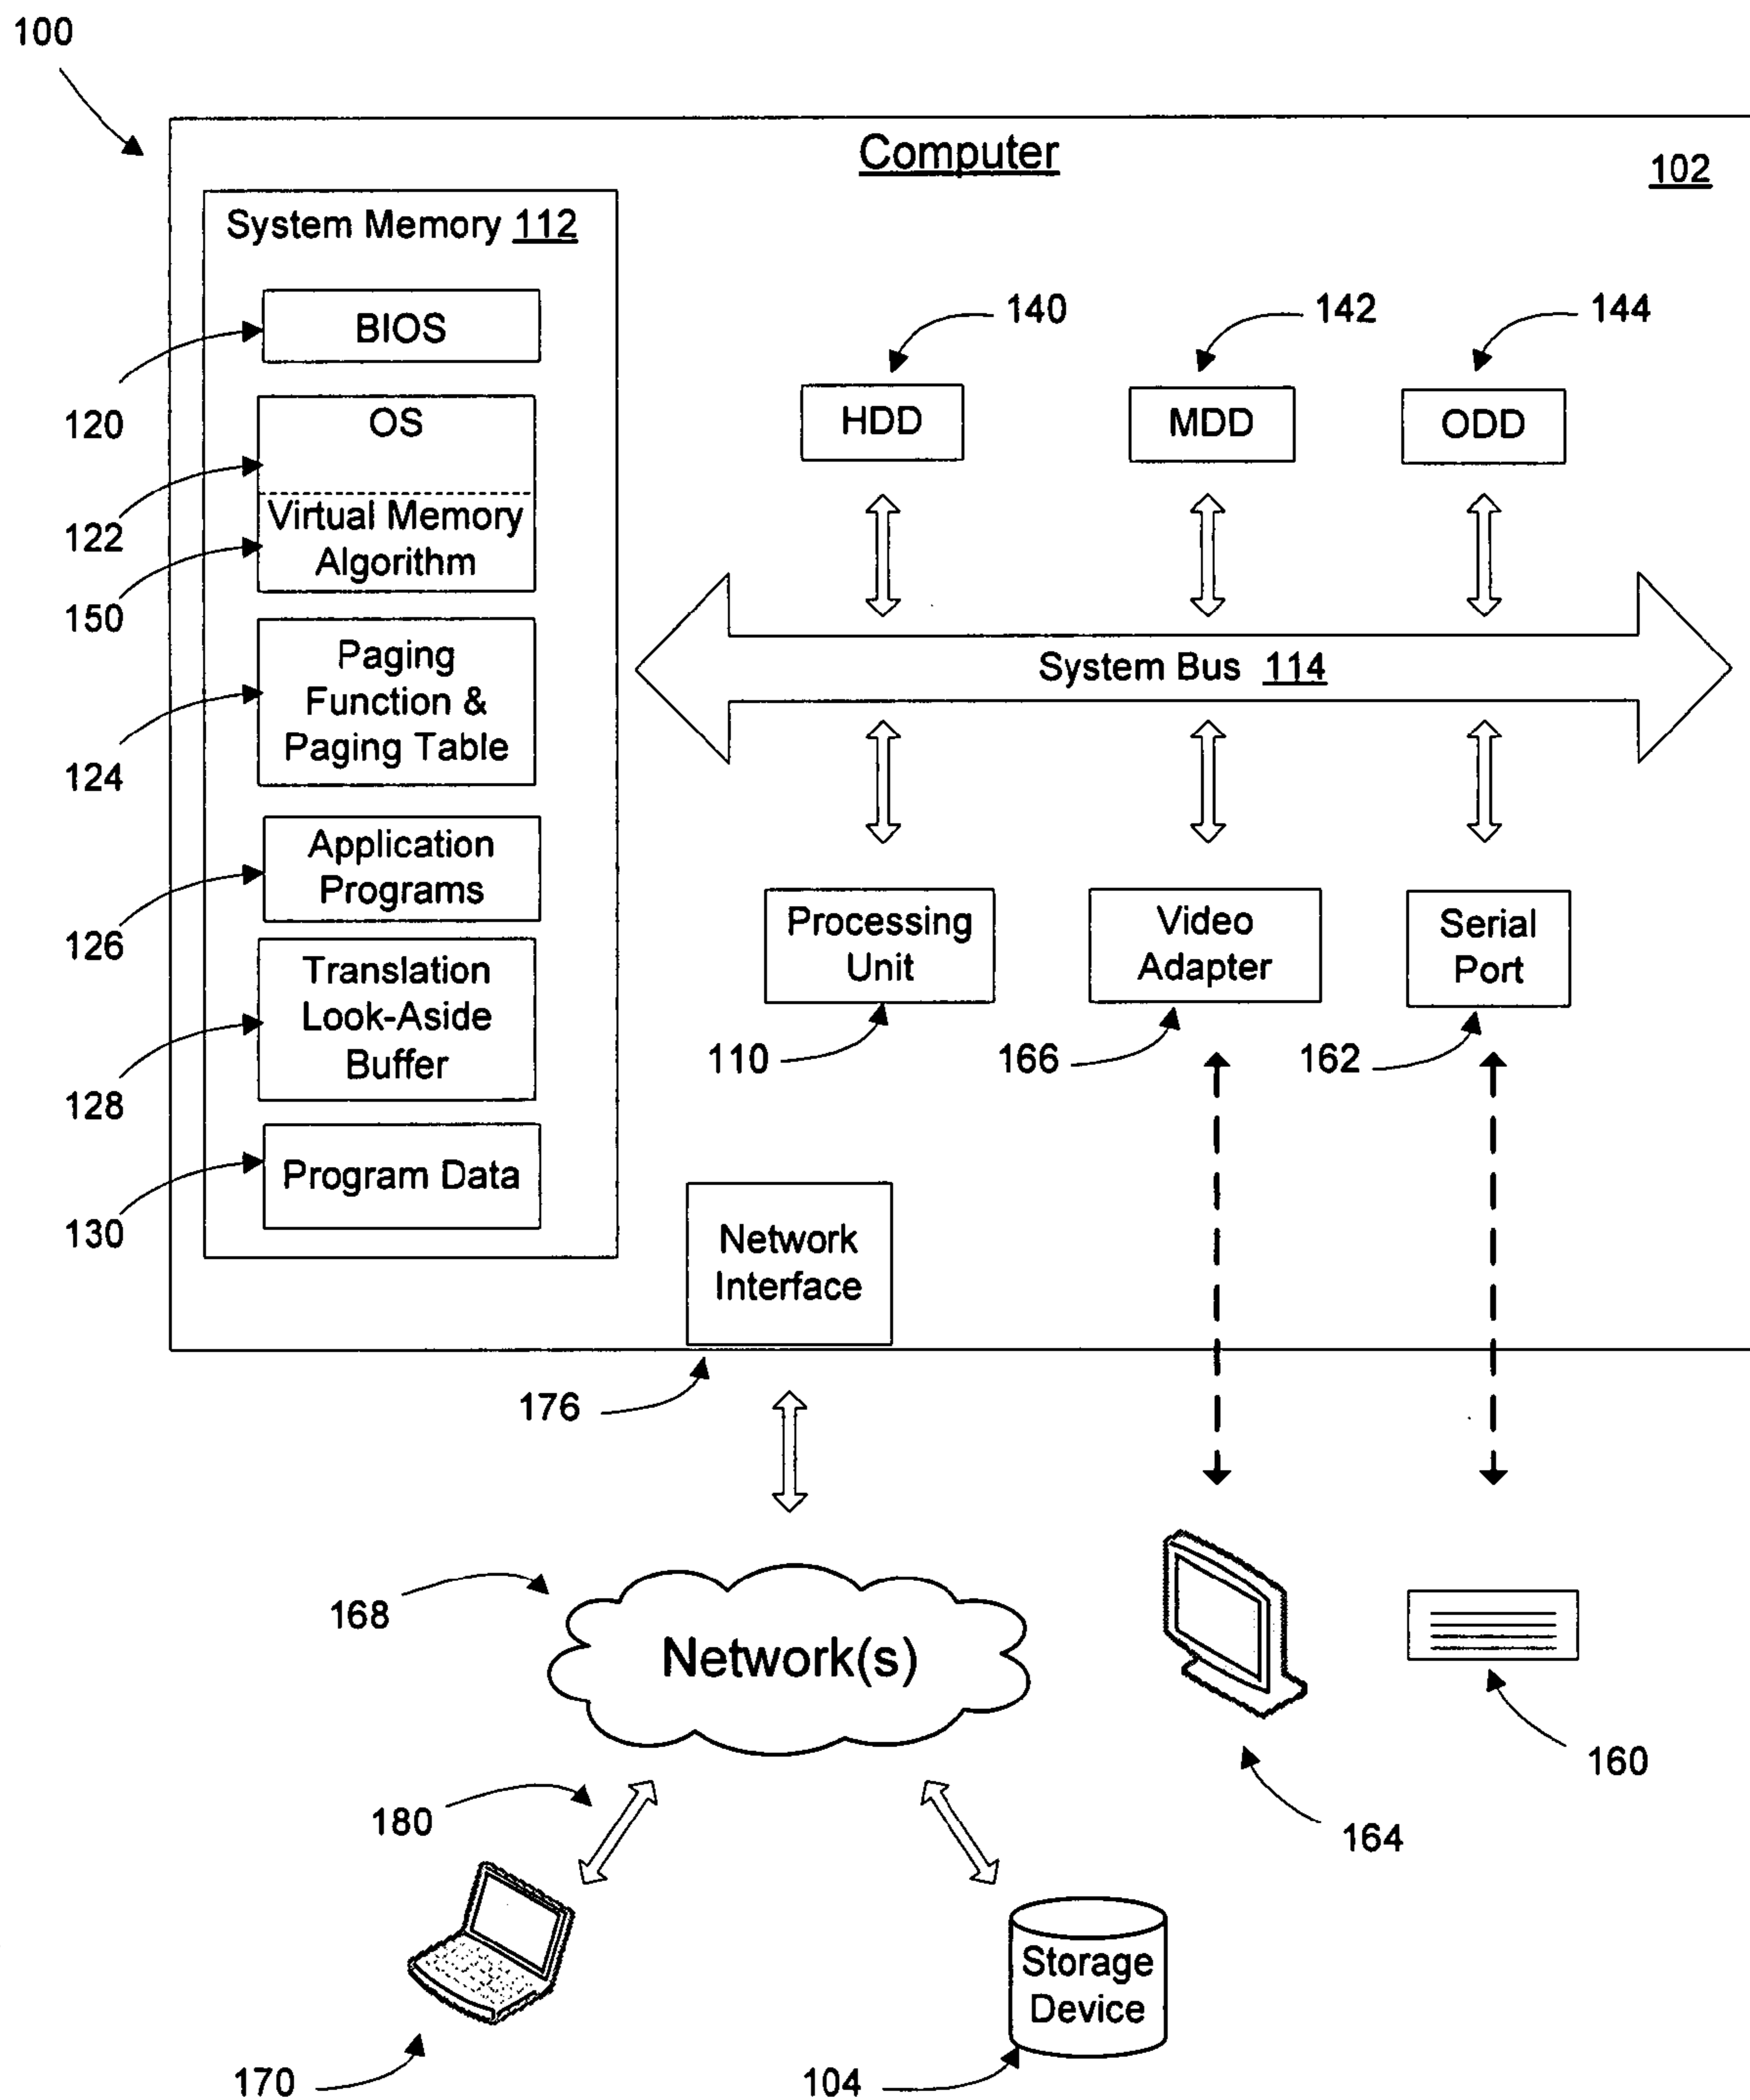 100
Computer
102
System Memory 112
BIOS
120
OS
122
Virtual Memory
Algorithm
150
Paging
Function &
Paging Table
124
Application
Programs
126
Translation
Look-Aside
Buffer
128
Program Data
130
140
142
144
HDD
MDD
ODD
System Bus 114
Processing
Unit
Video
Adapter
Serial
Port
110
166
162
Network
Interface
176
168
Network(s)
160
164
180
Storage
Device
170
104